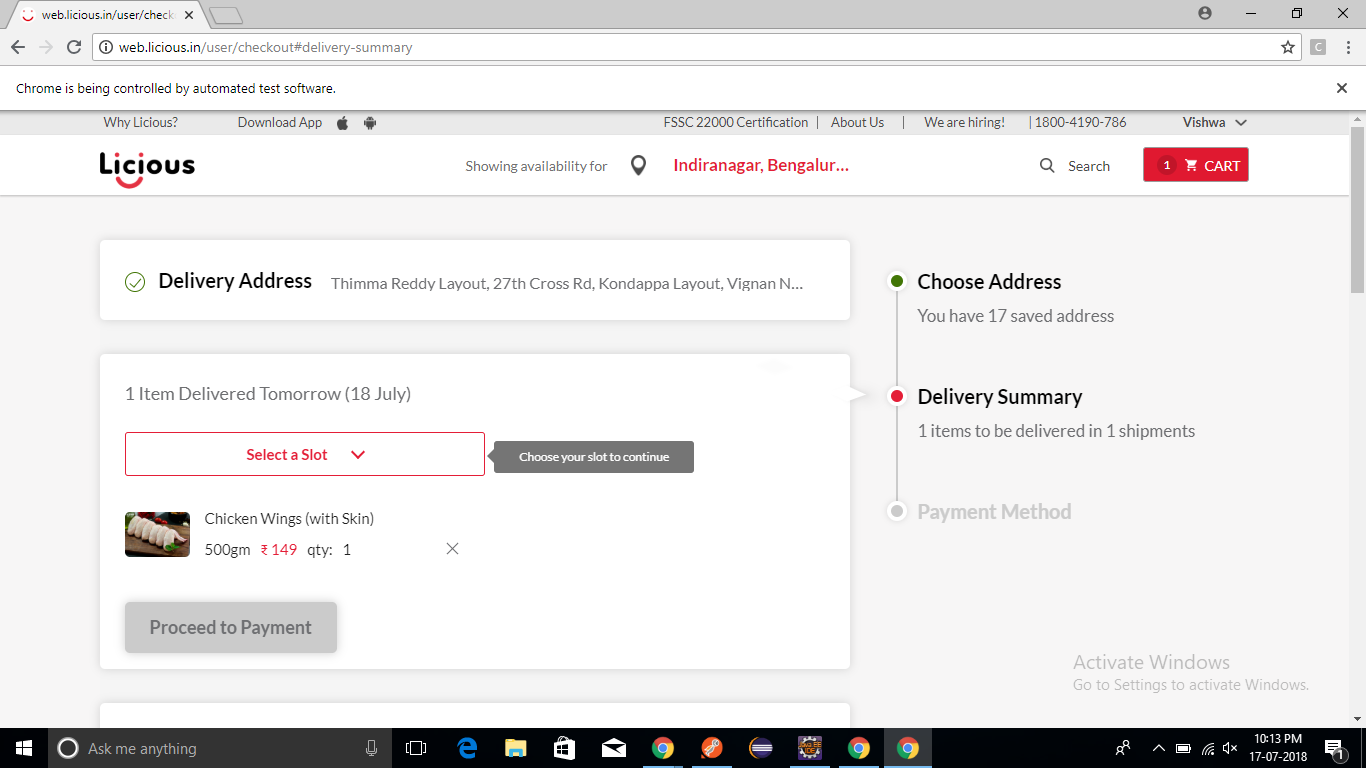 web.licious.in/user/check
web.licious.in/user/checkout#delivery-summary
Chrome is being controlled by automated test software.
Why Licious? Download App FSSC 22000 Certification | About Us | We are hiring! | 1800-4190-786 Vishwa
Licious Showing availability for Indiranagar, Bengalur... Search 1 CART
Delivery Address Thimma Reddy Layout, 27th Cross Rd, Kondappa Layout, Vignan N...
Choose Address
You have 17 saved address
1 Item Delivered Tomorrow (18 July)
Select a Slot
Choose your slot to continue
Delivery Summary
1 items to be delivered in 1 shipments
Chicken Wings (with Skin)
500gm ₹ 149 qty: 1
Payment Method
Proceed to Payment
Activate Windows
Go to Settings to activate Windows.
Ask me anything
10:13 PM
17-07-2018
1